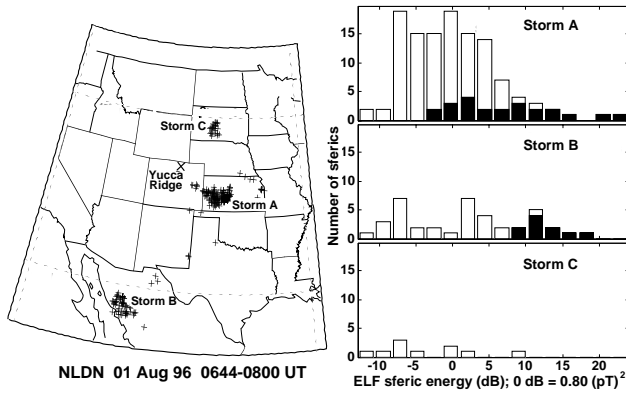 Storm C
Yucca
Ridge
Storm A
Storm B
NLDN 01 Aug 96 0644-0800 UT
Number of sferics
Storm A
15
10
5
0
Storm B
15
10
5
0
Storm C
15
10
5
0
-10 -5 0 5 10 15 20
ELF sferic energy (dB); 0 dB = 0.80 (pT)²